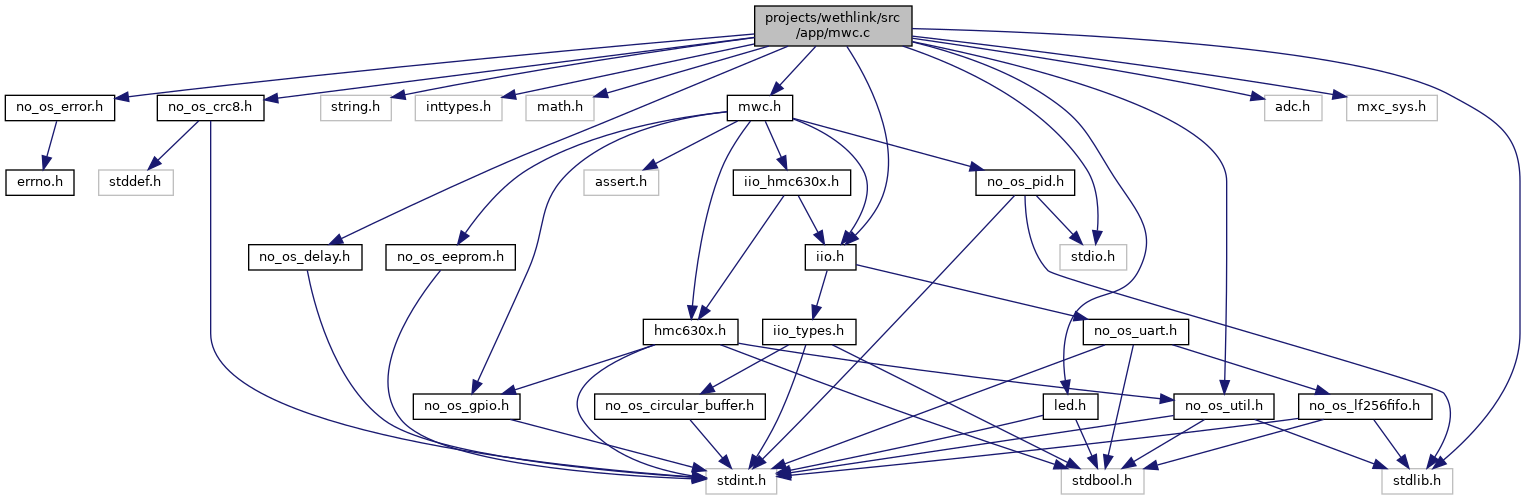 projects/wethlink/src
/app/mwc.c
no_os_error.h
no_os_crc8.h
string.h
inttypes.h
math.h
mwc.h
adc.h
mxc_sys.h
errno.h
stddef.h
assert.h
iio_hmc630x.h
no_os_pid.h
no_os_delay.h
no_os_eeprom.h
iio.h
stdio.h
hmc630x.h
iio_types.h
no_os_uart.h
no_os_gpio.h
no_os_circular_buffer.h
led.h
no_os_util.h
no_os_lf256fifo.h
stdint.h
stdbool.h
stdlib.h